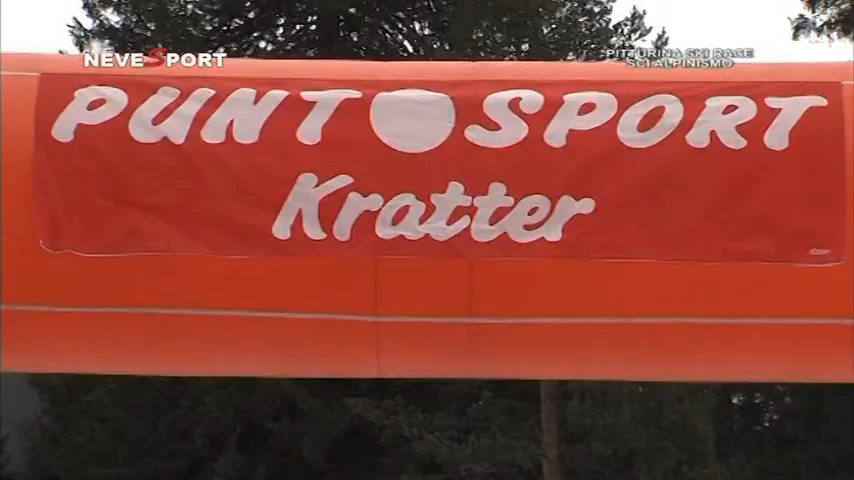 NEVESPORT
PITTURINA SKI RACE
SCI ALPINISMO
PUNTO SPORT
Kratter